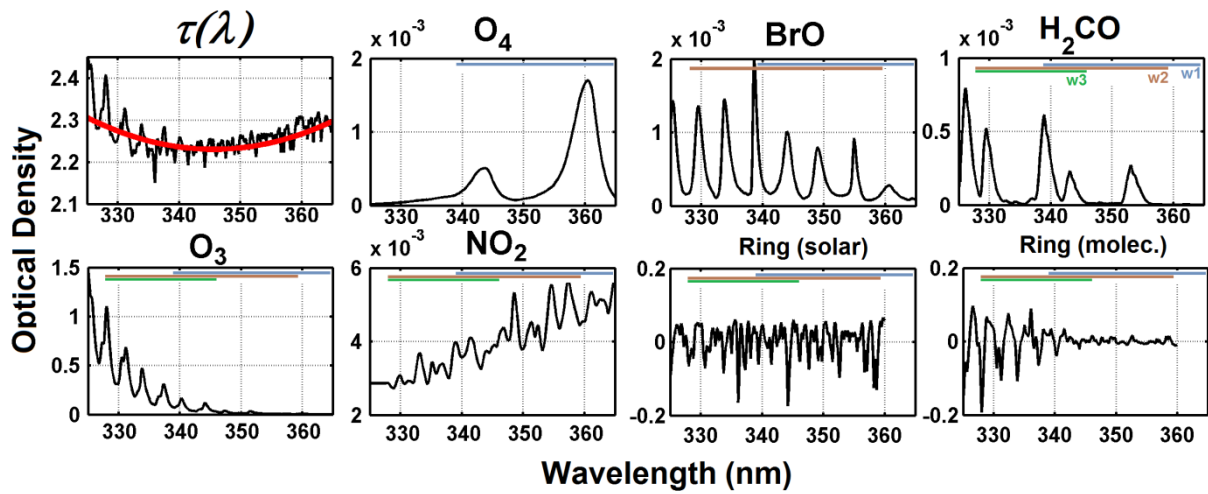 τ(λ)
O₄
BrO
H₂CO
x 10⁻³
x 10⁻³
x 10⁻³
2.4
2.3
2.2
2.1
330 340 350 360
2
1
0
330 340 350 360
2
1
0
330 340 350 360
1
0.5
0
330 340 350 360
w3 w2 w1
Optical Density
O₃
NO₂
Ring (solar)
Ring (molec.)
x 10⁻³
1.5
1
0.5
0
330 340 350 360
6
4
2
330 340 350 360
0.2
0
-0.2
330 340 350 360
0.2
0
-0.2
330 340 350 360
Wavelength (nm)